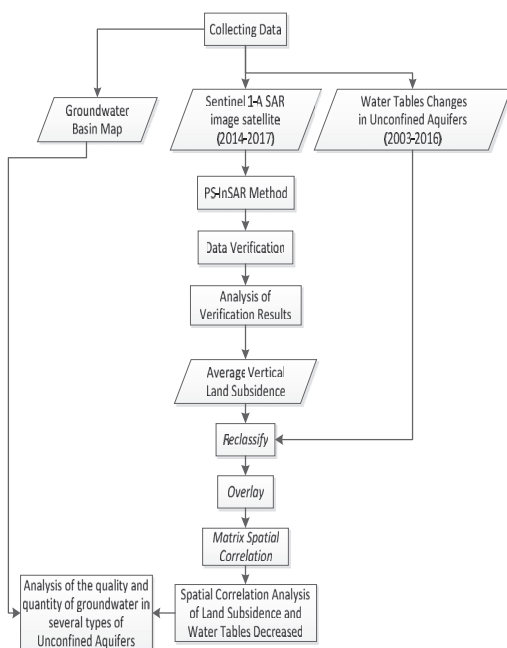 Collecting Data
Groundwater
Basin Map
Sentinel 1-A SAR
image satellite
(2014-2017)
Water Tables Changes
in Unconfined Aquifers
(2003-2016)
PS-InSAR Method
Data Verification
Analysis of
Verification Results
Average Vertical
Land Subsidence
Reclassify
Overlay
Matrix Spatial
Correlation
Spatial Correlation Analysis
of Land Subsidence and
Water Tables Decreased
Analysis of the quality and
quantity of groundwater in
several types of
Unconfined Aquifers